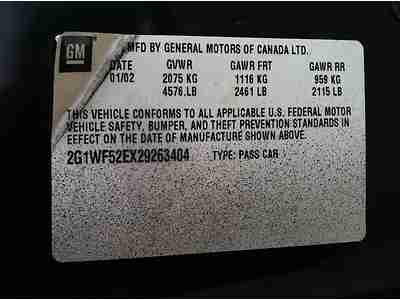 GM
MFD BY GENERAL MOTORS OF CANADA LTD.
DATE GVWR GAWR FRT GAWR RR
01/02 2075 KG 1116 KG 959 KG
4576 LB 2461 LB 2115 LB
THIS VEHICLE CONFORMS TO ALL APPLICABLE U.S. FEDERAL MOTOR
VEHICLE SAFETY, BUMPER, AND THEFT PREVENTION STANDARDS IN
EFFECT ON THE DATE OF MANUFACTURE SHOWN ABOVE.
2G1WF52EX29263404 TYPE: PASS CAR